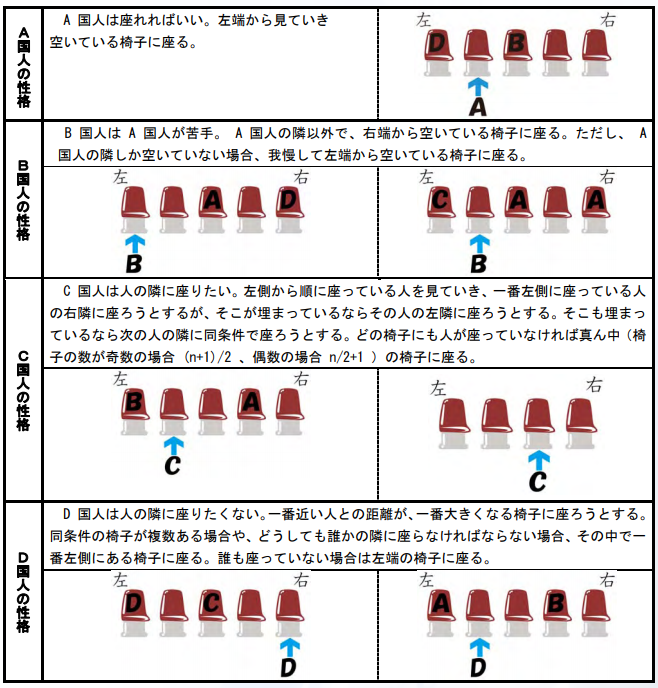 A国人の性格
A 国人は座れればいい。左端から見ていき
空いている椅子に座る。
左 右
D B
A
B国人の性格
B 国人は A 国人が苦手。 A 国人の隣以外で、右端から空いている椅子に座る。ただし、 A
国人の隣しか空いていない場合、我慢して左端から空いている椅子に座る。
左 右
A D
B
左 右
C A A
B
C国人の性格
C 国人は人の隣に座りたい。左側から順に座っている人を見ていき、一番左側に座っている人
の右隣に座ろうとするが、そこが埋まっているならその人の左隣に座ろうとする。そこも埋まっ
ているなら次の人の隣に同条件で座ろうとする。どの椅子にも人が座っていなければ真ん中（椅
子の数が奇数の場合 (n+1)/2 、偶数の場合 n/2+1 ）の椅子に座る。
左 右
B A
C
左 右
C
D国人の性格
D 国人は人の隣に座りたくない。一番近い人との距離が、一番大きくなる椅子に座ろうとする。
同条件の椅子が複数ある場合や、どうしても誰かの隣に座らなければならない場合、その中で一
番左側にある椅子に座る。誰も座っていない場合は左端の椅子に座る。
左 右
D C
D
左 右
A B
D